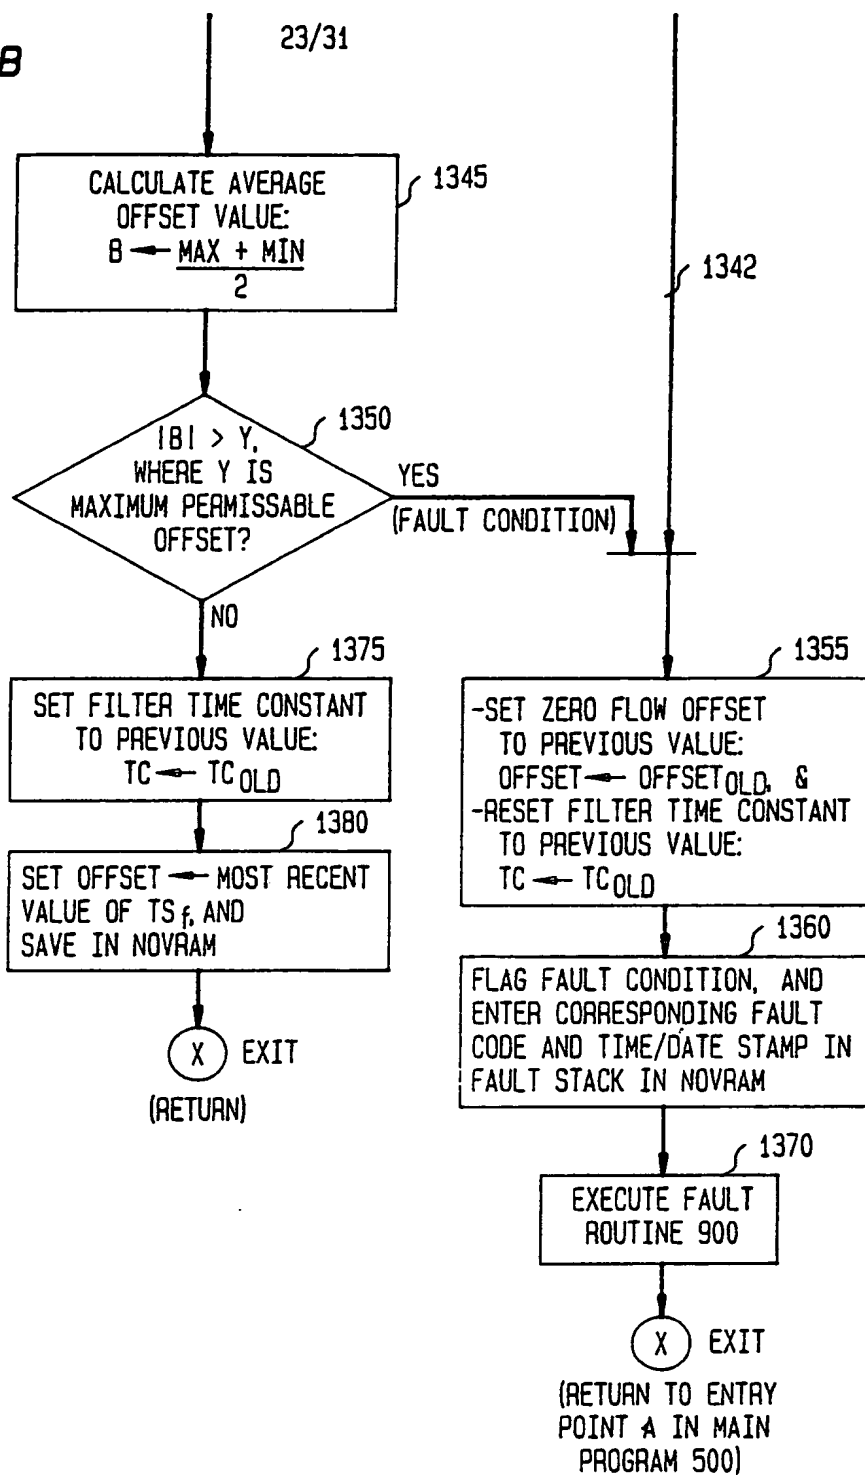 23/31
B
CALCULATE AVERAGE
OFFSET VALUE:
B ← MAX + MIN
2
1345
1342
|B| > Y,
WHERE Y IS
MAXIMUM PERMISSABLE
OFFSET?
1350
YES
(FAULT CONDITION)
NO
1375
SET FILTER TIME CONSTANT
TO PREVIOUS VALUE:
TC ← TC OLD
1380
SET OFFSET ← MOST RECENT
VALUE OF TSf, AND
SAVE IN NOVRAM
X EXIT
(RETURN)
1355
-SET ZERO FLOW OFFSET
TO PREVIOUS VALUE:
OFFSET ← OFFSET OLD, &
-RESET FILTER TIME CONSTANT
TO PREVIOUS VALUE:
TC ← TC OLD
1360
FLAG FAULT CONDITION, AND
ENTER CORRESPONDING FAULT
CODE AND TIME/DATE STAMP IN
FAULT STACK IN NOVRAM
1370
EXECUTE FAULT
ROUTINE 900
X EXIT
(RETURN TO ENTRY
POINT A IN MAIN
PROGRAM 500)